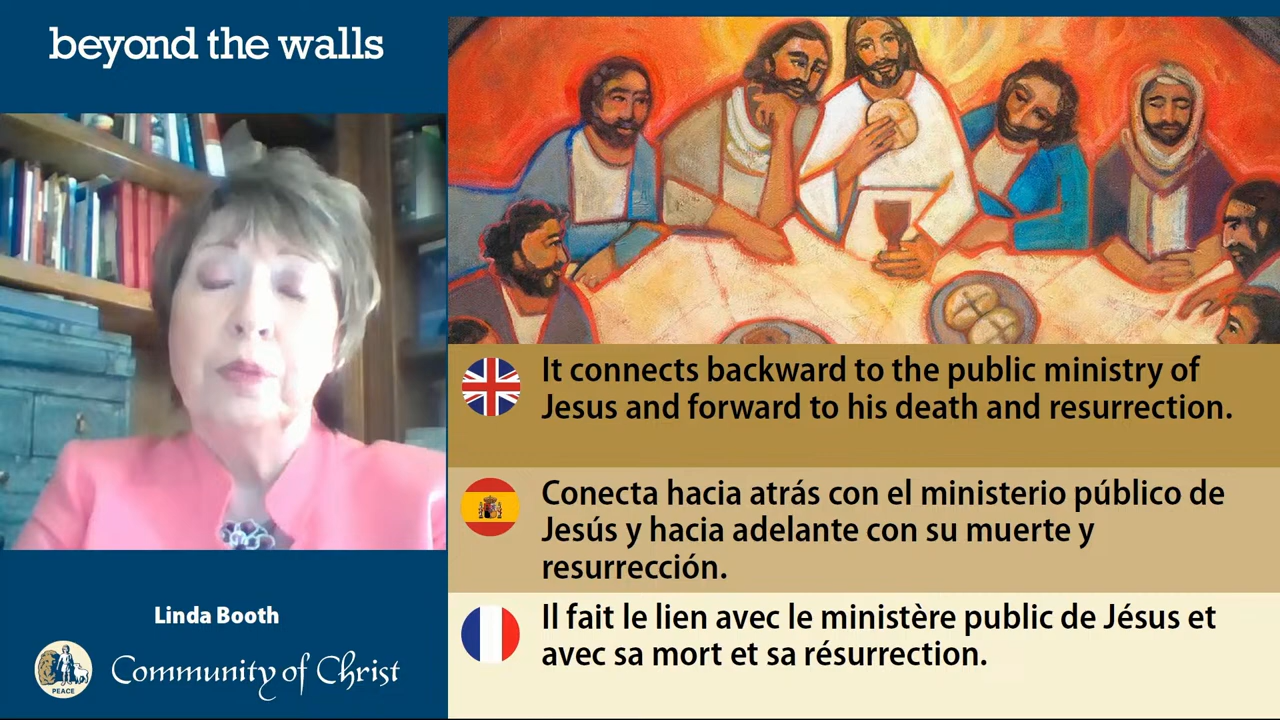 beyond the walls
It connects backward to the public ministry of
Jesus and forward to his death and resurrection.
Conecta hacia atrás con el ministerio público de
Jesús y hacia adelante con su muerte y
resurrección.
Il fait le lien avec le ministère public de Jésus et
avec sa mort et sa résurrection.
Linda Booth
PEACE
Community of Christ